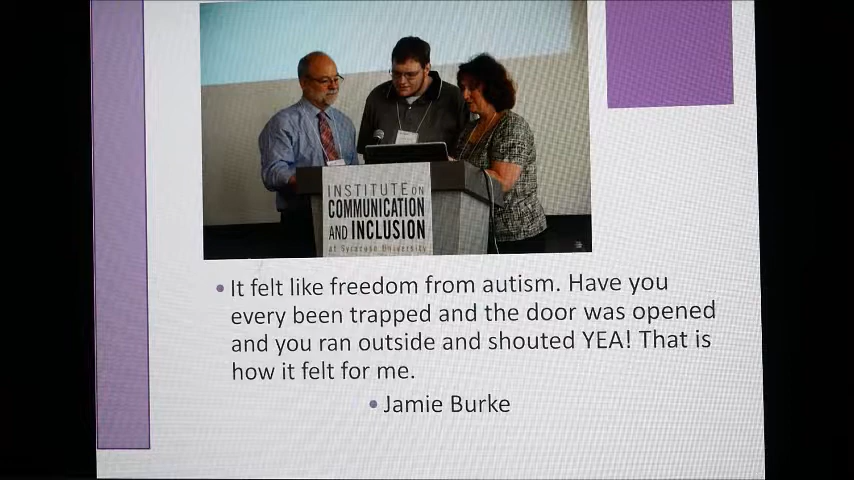 INSTITUTE ON
COMMUNICATION
AND INCLUSION
at Syracuse University
• It felt like freedom from autism. Have you
every been trapped and the door was opened
and you ran outside and shouted YEA! That is
how it felt for me.
• Jamie Burke